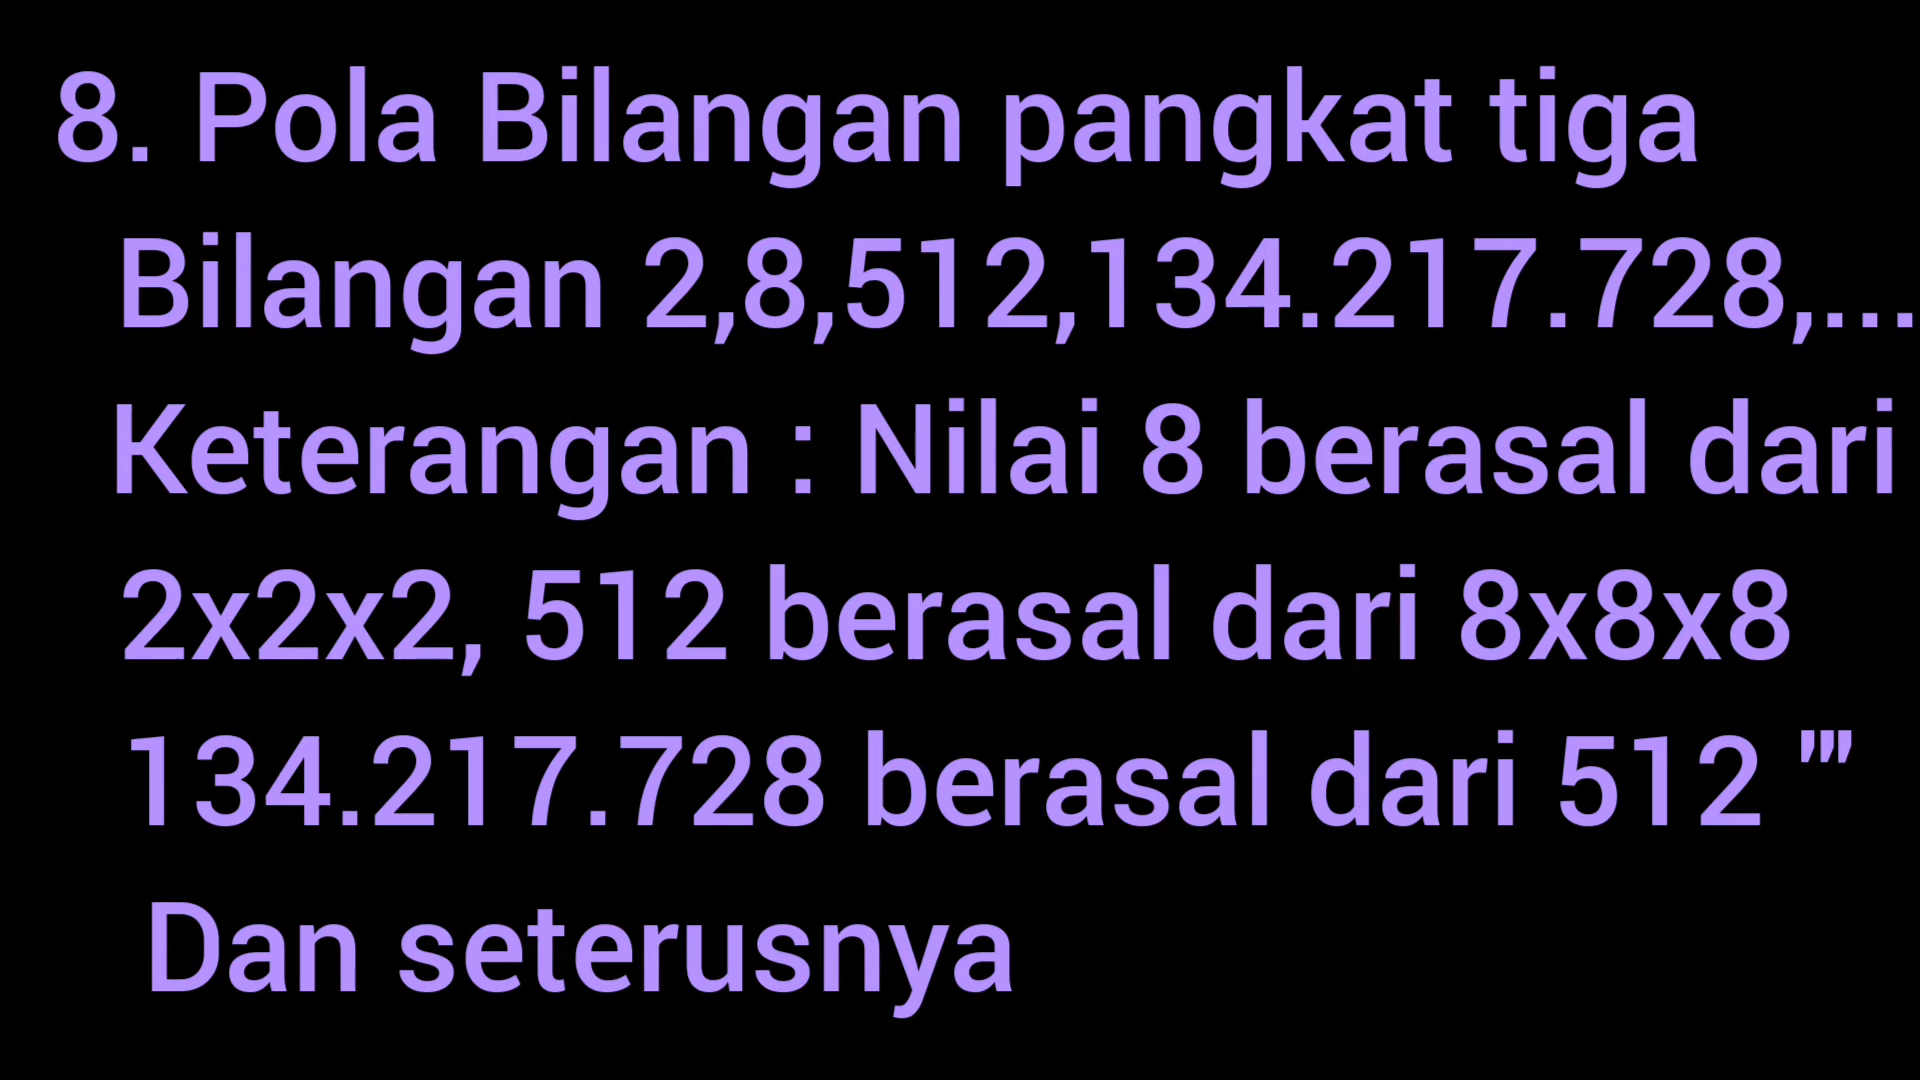 8. Pola Bilangan pangkat tiga
Bilangan 2,8,512,134.217.728,...
Keterangan : Nilai 8 berasal dari
2x2x2, 512 berasal dari 8x8x8
134.217.728 berasal dari 512 "'
Dan seterusnya